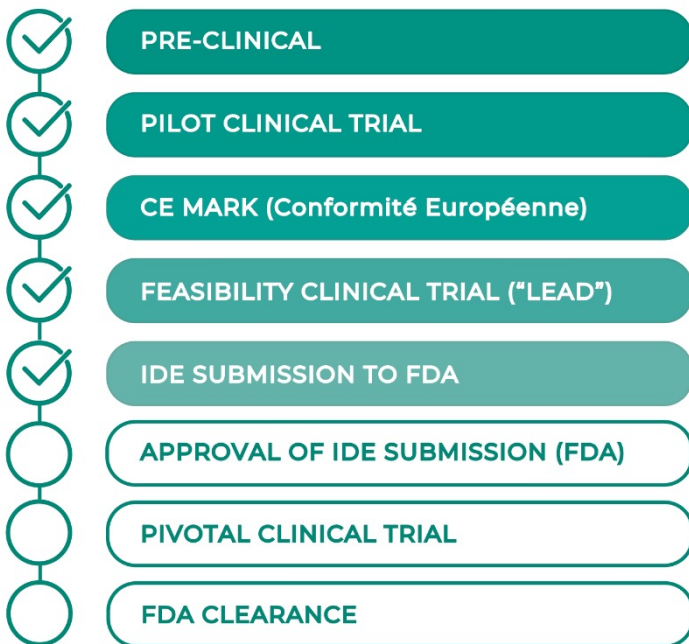 PRE-CLINICAL
PILOT CLINICAL TRIAL
CE MARK (Conformité Européenne)
FEASIBILITY CLINICAL TRIAL (“LEAD”)
IDE SUBMISSION TO FDA
APPROVAL OF IDE SUBMISSION (FDA)
PIVOTAL CLINICAL TRIAL
FDA CLEARANCE